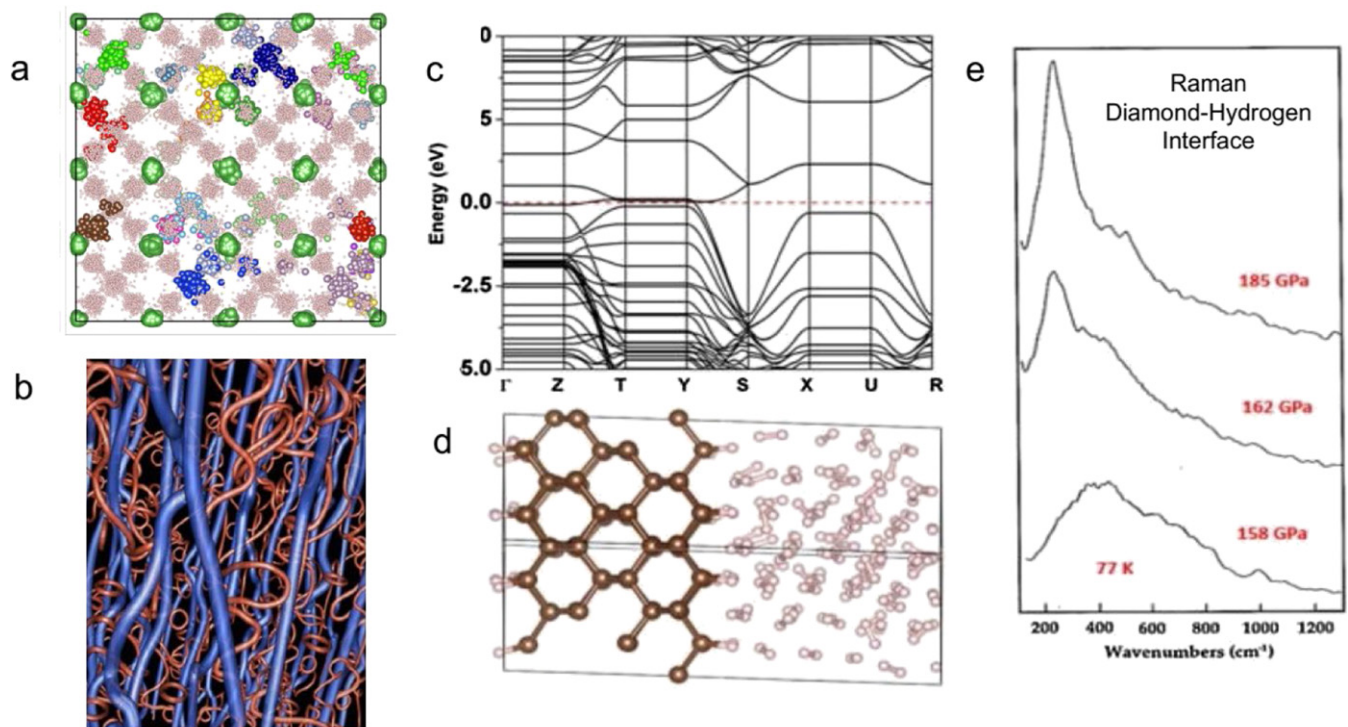 a
b
c
0
5
0.0
-2.5
5.0
Energy (eV)
Γ Z T Y S X U R
d
e
Raman
Diamond-Hydrogen
Interface
185 GPa
162 GPa
158 GPa
77 K
200 400 600 800 1000 1200
Wavenumbers (cm⁻¹)